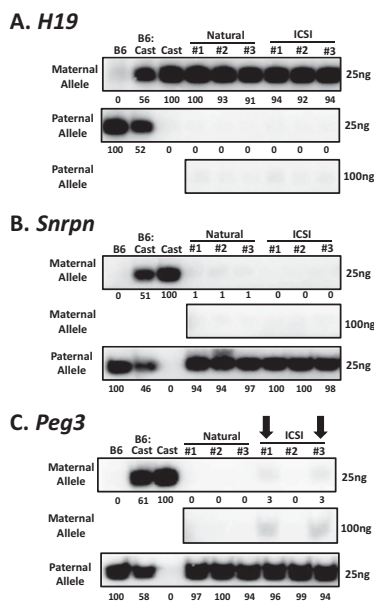 A. H19
B6 B6: Cast Cast Natural #1 #2 #3 ICSI #1 #2 #3
Maternal Allele 25ng
0 56 100 100 93 91 94 92 94
Paternal Allele 25ng
100 52 0 0 0 0 0 0 0
Paternal Allele 100ng
B. Snrpn
B6 B6: Cast Cast Natural #1 #2 #3 ICSI #1 #2 #3
Maternal Allele 25ng
0 51 100 1 1 1 0 0 0
Maternal Allele 100ng
Paternal Allele 25ng
100 46 0 94 94 97 100 100 98
C. Peg3
B6 B6: Cast Cast Natural #1 #2 #3 ICSI #1 #2 #3
Maternal Allele 25ng
0 61 100 0 0 0 3 0 3
Maternal Allele 100ng
Paternal Allele 25ng
100 58 0 97 100 94 96 99 94